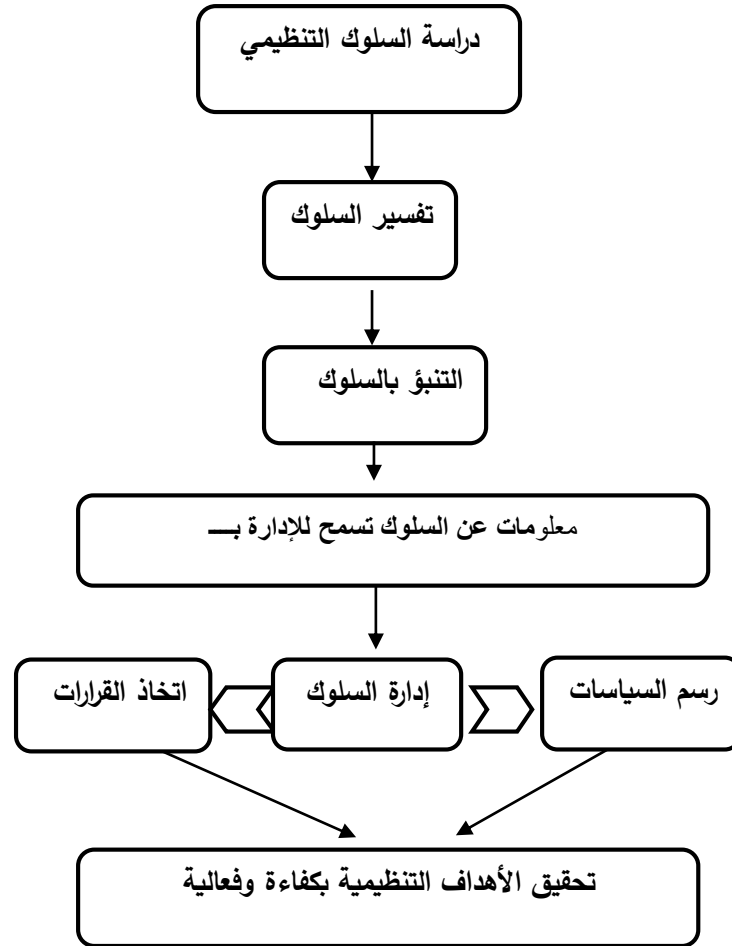 دراسة السلوك التنظيمي
تفسير السلوك
التنبؤ بالسلوك
معلومات عن السلوك تسمح للإدارة بــــ
رسم السياسات
إدارة السلوك
اتخاذ القرارات
تحقيق الأهداف التنظيمية بكفاءة وفعالية